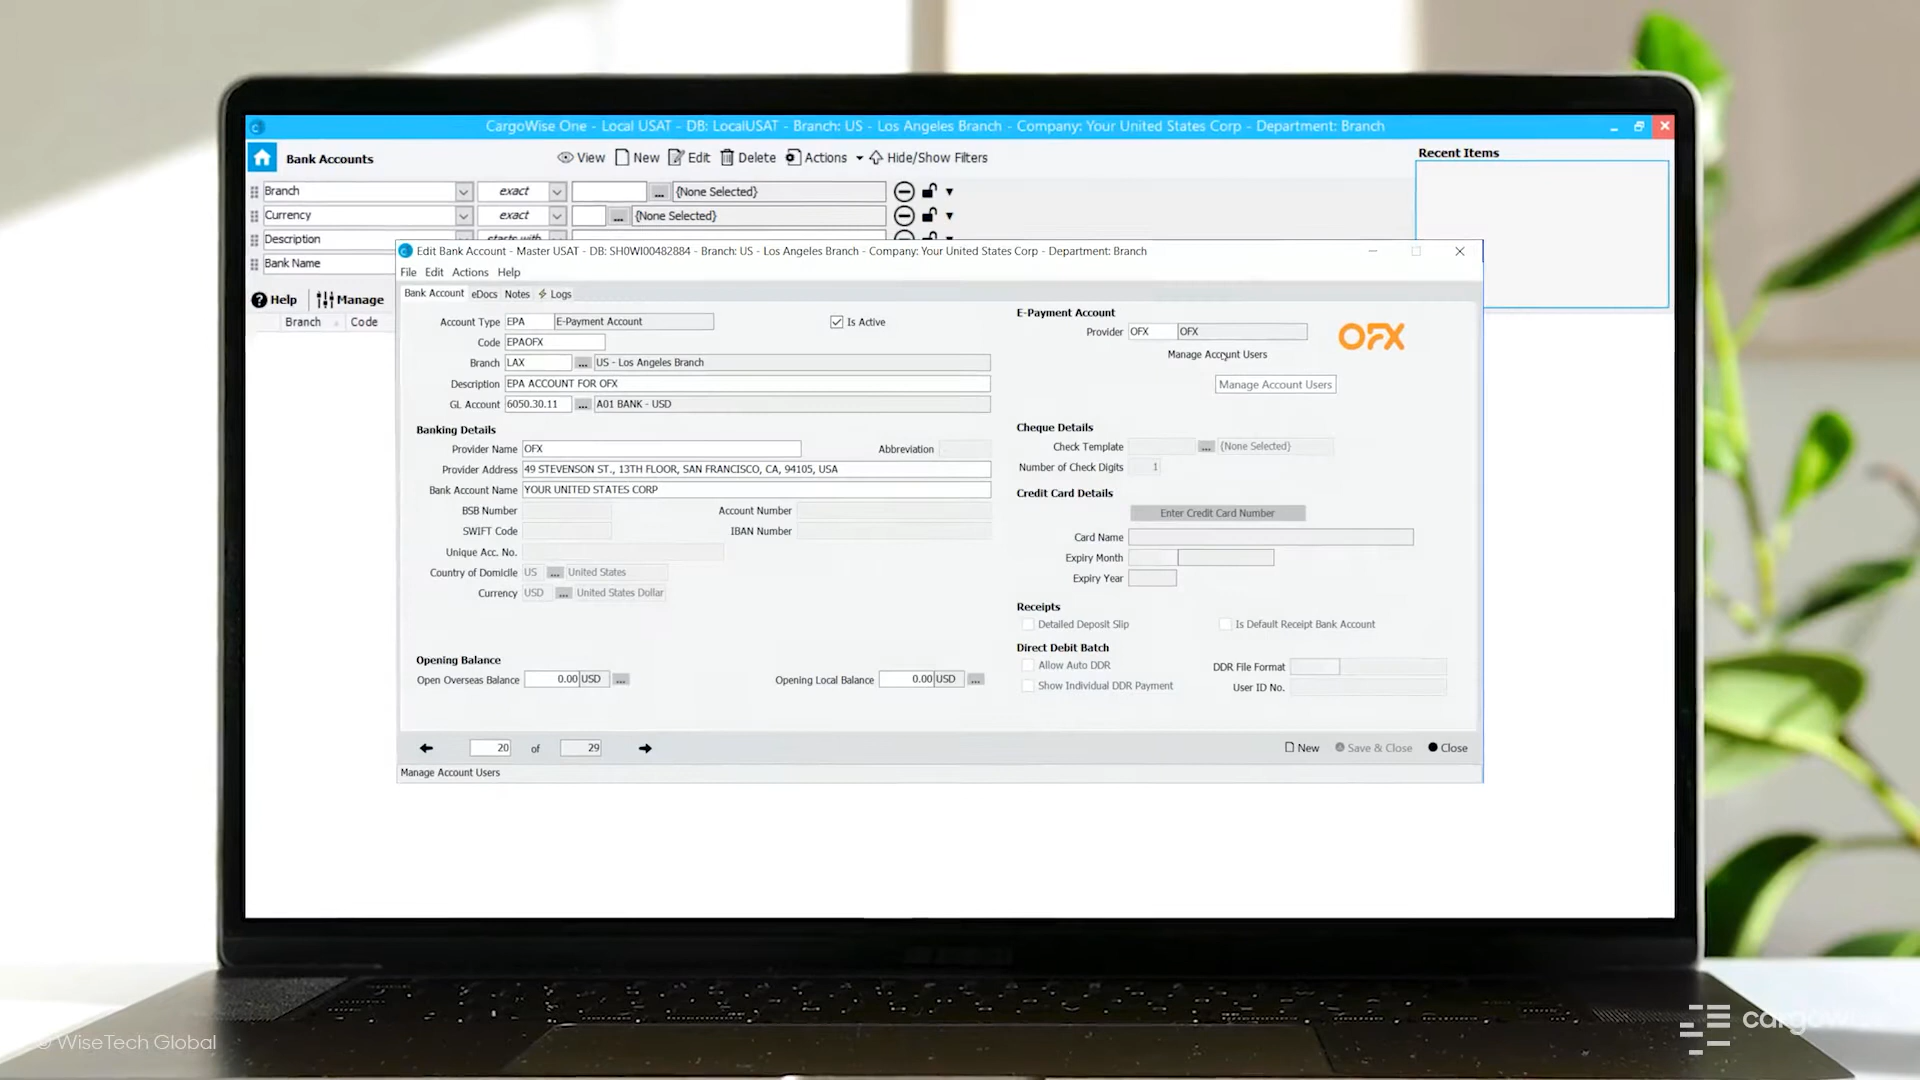 CargoWise One - Local USAT - DB: LocalUSAT - Branch: US - Los Angeles Branch - Company: Your United States Corp - Department: Branch
Bank Accounts
View New Edit Delete Actions Hide/Show Filters
Recent Items
Branch exact ... {None Selected}
Currency exact ... {None Selected}
Description starts with
Bank Name
Help Manage
Branch Code
Edit Bank Account - Master USAT - DB: SH0WI00482884 - Branch: US - Los Angeles Branch - Company: Your United States Corp - Department: Branch
File Edit Actions Help
Bank Account eDocs Notes Logs
Account Type EPA E-Payment Account Is Active
Code EPAOFX
Branch LAX ... US - Los Angeles Branch
Description EPA ACCOUNT FOR OFX
GL Account 6050.30.11 ... A01 BANK - USD
Banking Details
Provider Name OFX Abbreviation
Provider Address 49 STEVENSON ST., 13TH FLOOR, SAN FRANCISCO, CA, 94105, USA
Bank Account Name YOUR UNITED STATES CORP
BSB Number Account Number
SWIFT Code IBAN Number
Unique Acc. No.
Country of Domicile US ... United States
Currency USD ... United States Dollar
Opening Balance
Open Overseas Balance 0.00 USD ... Opening Local Balance 0.00 USD ...
E-Payment Account
Provider OFX OFX
OFX
Manage Account Users
Manage Account Users
Cheque Details
Check Template ... {None Selected}
Number of Check Digits 1
Credit Card Details
Enter Credit Card Number
Card Name
Expiry Month
Expiry Year
Receipts
Detailed Deposit Slip Is Default Receipt Bank Account
Direct Debit Batch
Allow Auto DDR DDR File Format
Show Individual DDR Payment User ID No.
20 of 29 New Save & Close Close
Manage Account Users
© WiseTech Global